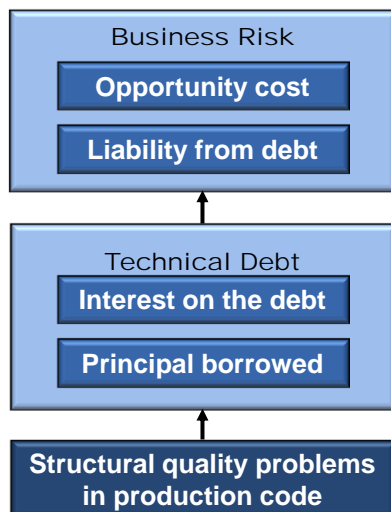 Business Risk
Opportunity cost
Liability from debt
Technical Debt
Interest on the debt
Principal borrowed
Structural quality problems
in production code